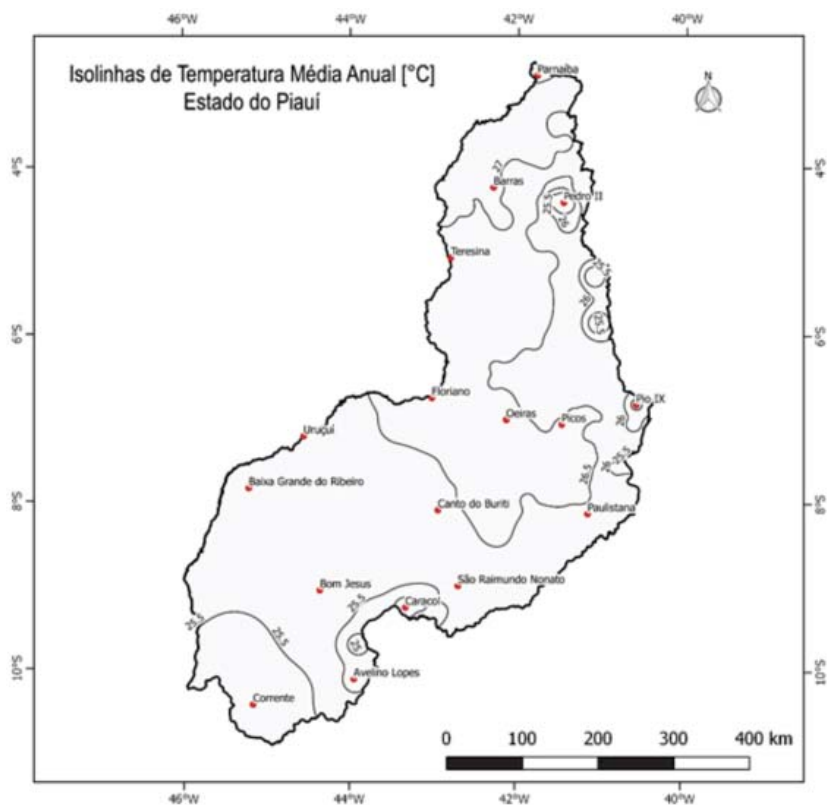 46°W 44°W 42°W 40°W
Isolinhas de Temperatura Média Anual [°C]
Estado do Piauí
N
Parnaíba
4°S 4°S
27
Barras
Pedro II
25.5
Teresina
25.5
26
25.5
6°S 6°S
Floriano
Pio IX
Oeiras
Picos
26
Uruçuí
26
25.5
26.5
Baixa Grande do Ribeiro
8°S 8°S
Canto do Buriti
Paulistana
São Raimundo Nonato
Bom Jesus
25.5
Caracol
25.5
25.5
25
10°S 10°S
Avelino Lopes
Corrente
0 100 200 300 400 km
46°W 44°W 42°W 40°W